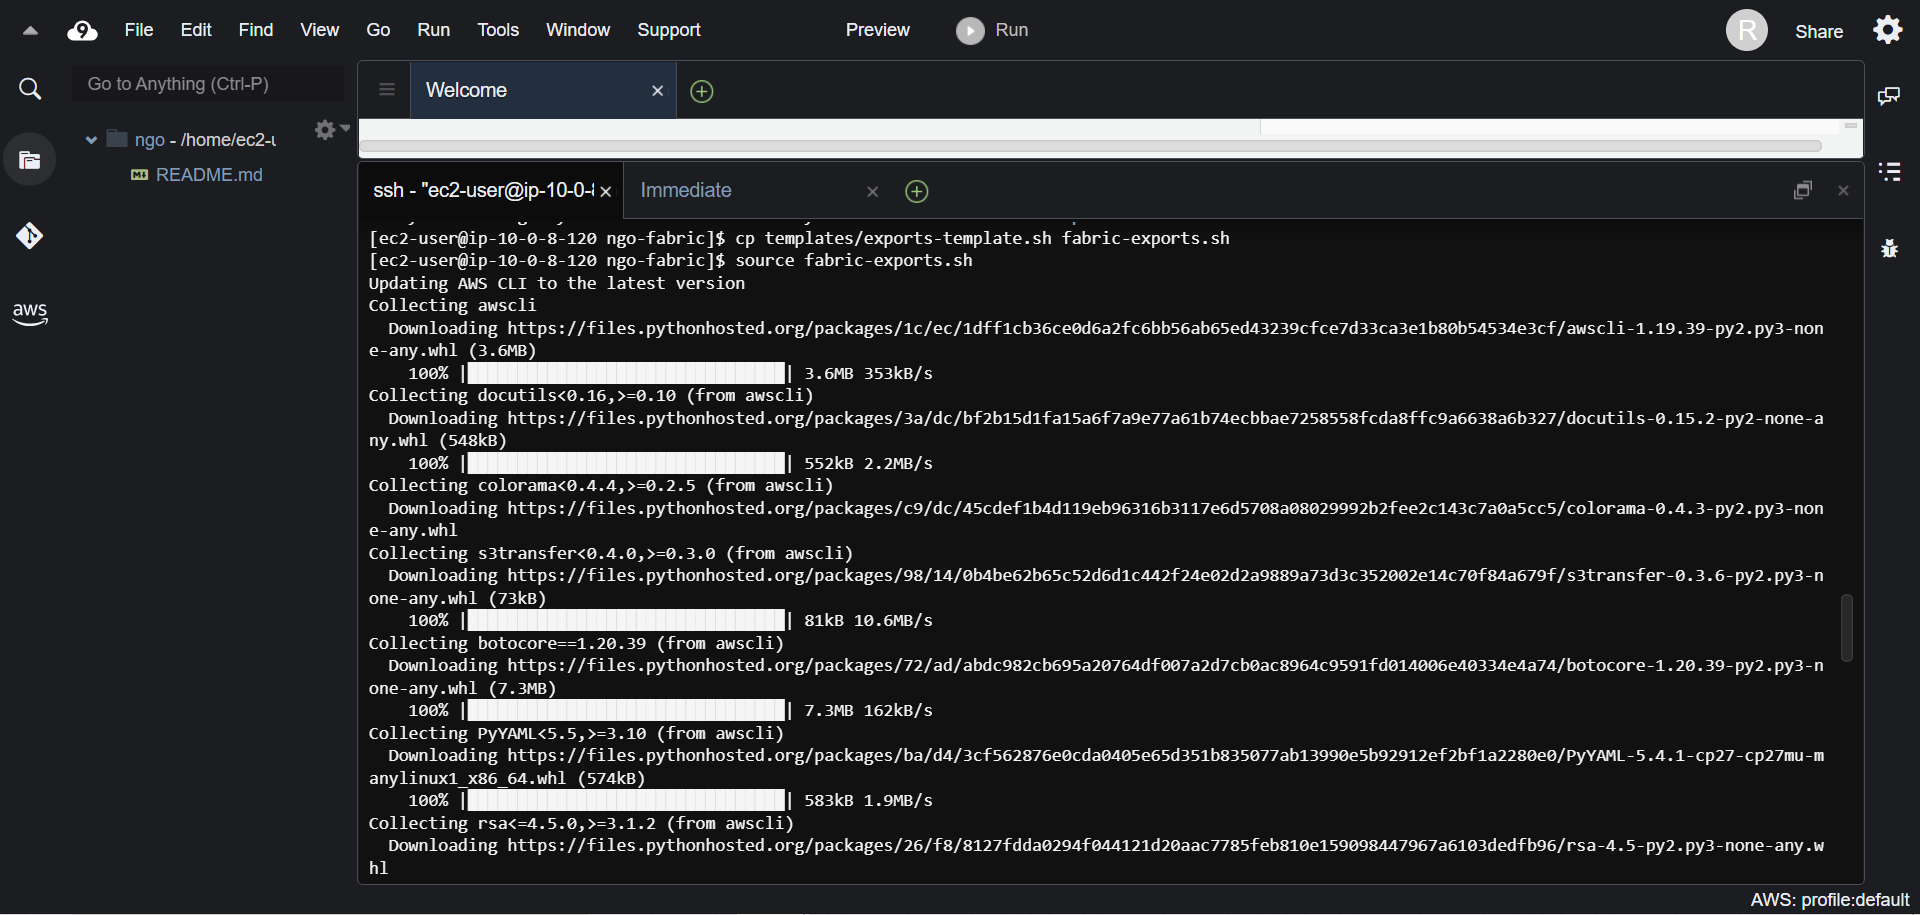 File Edit Find View Go Run Tools Window Support Preview Run R Share
Go to Anything (Ctrl-P)
Welcome
ngo - /home/ec2-u
README.md
aws
ssh - "ec2-user@ip-10-0-8 Immediate
[ec2-user@ip-10-0-8-120 ngo-fabric]$ cp templates/exports-template.sh fabric-exports.sh
[ec2-user@ip-10-0-8-120 ngo-fabric]$ source fabric-exports.sh
Updating AWS CLI to the latest version
Collecting awscli
Downloading https://files.pythonhosted.org/packages/1c/ec/1dff1cb36ce0d6a2fc6bb56ab65ed43239cfce7d33ca3e1b80b54534e3cf/awscli-1.19.39-py2.py3-non
e-any.whl (3.6MB)
100% |████████████████████████████████| 3.6MB 353kB/s
Collecting docutils<0.16,>=0.10 (from awscli)
Downloading https://files.pythonhosted.org/packages/3a/dc/bf2b15d1fa15a6f7a9e77a61b74ecbbae7258558fcda8ffc9a6638a6b327/docutils-0.15.2-py2-none-a
ny.whl (548kB)
100% |████████████████████████████████| 552kB 2.2MB/s
Collecting colorama<0.4.4,>=0.2.5 (from awscli)
Downloading https://files.pythonhosted.org/packages/c9/dc/45cdef1b4d119eb96316b3117e6d5708a08029992b2fee2c143c7a0a5cc5/colorama-0.4.3-py2.py3-non
e-any.whl
Collecting s3transfer<0.4.0,>=0.3.0 (from awscli)
Downloading https://files.pythonhosted.org/packages/98/14/0b4be62b65c52d6d1c442f24e02d2a9889a73d3c352002e14c70f84a679f/s3transfer-0.3.6-py2.py3-n
one-any.whl (73kB)
100% |████████████████████████████████| 81kB 10.6MB/s
Collecting botocore==1.20.39 (from awscli)
Downloading https://files.pythonhosted.org/packages/72/ad/abdc982cb695a20764df007a2d7cb0ac8964c9591fd014006e40334e4a74/botocore-1.20.39-py2.py3-n
one-any.whl (7.3MB)
100% |████████████████████████████████| 7.3MB 162kB/s
Collecting PyYAML<5.5,>=3.10 (from awscli)
Downloading https://files.pythonhosted.org/packages/ba/d4/3cf562876e0cda0405e65d351b835077ab13990e5b92912ef2bf1a2280e0/PyYAML-5.4.1-cp27-cp27mu-m
anylinux1_x86_64.whl (574kB)
100% |████████████████████████████████| 583kB 1.9MB/s
Collecting rsa<=4.5.0,>=3.1.2 (from awscli)
Downloading https://files.pythonhosted.org/packages/26/f8/8127fdda0294f044121d20aac7785feb810e159098447967a6103dedfb96/rsa-4.5-py2.py3-none-any.w
hl
AWS: profile:default